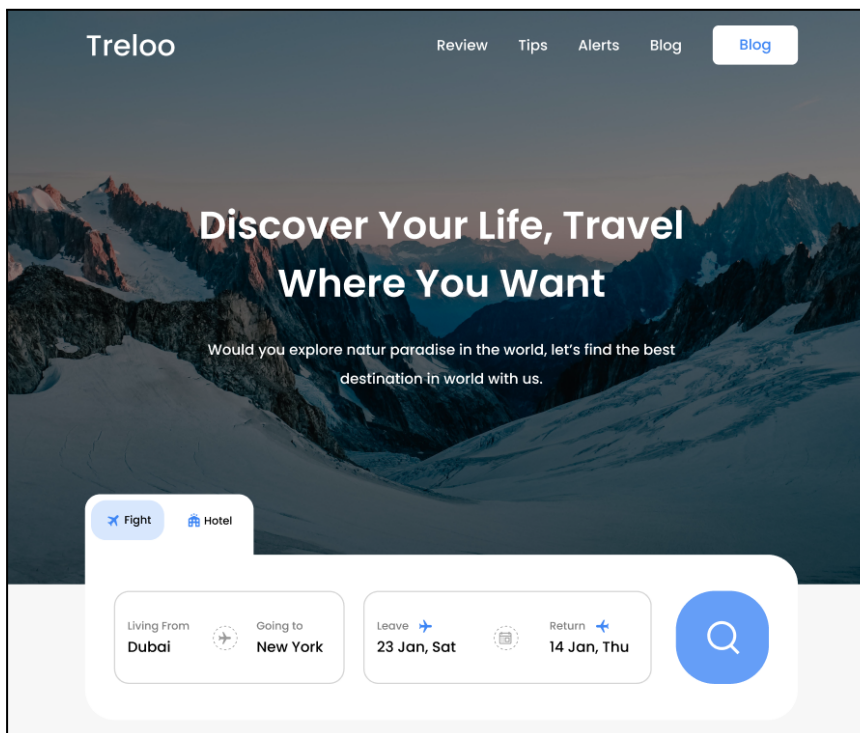 Treloo
Review Tips Alerts Blog Blog
Discover Your Life, Travel
Where You Want
Would you explore natur paradise in the world, let's find the best
destination in world with us.
Fight Hotel
Living From Going to Leave Return
Dubai New York 23 Jan, Sat 14 Jan, Thu